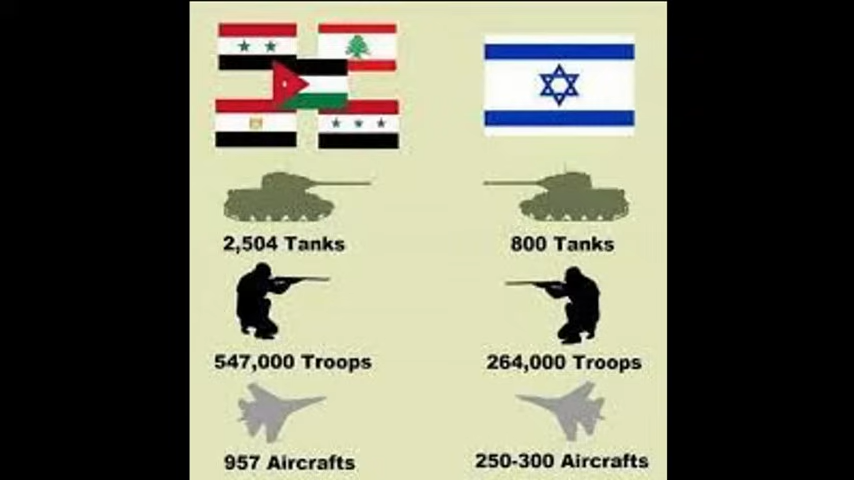 2,504 Tanks
800 Tanks
547,000 Troops
264,000 Troops
957 Aircrafts
250-300 Aircrafts